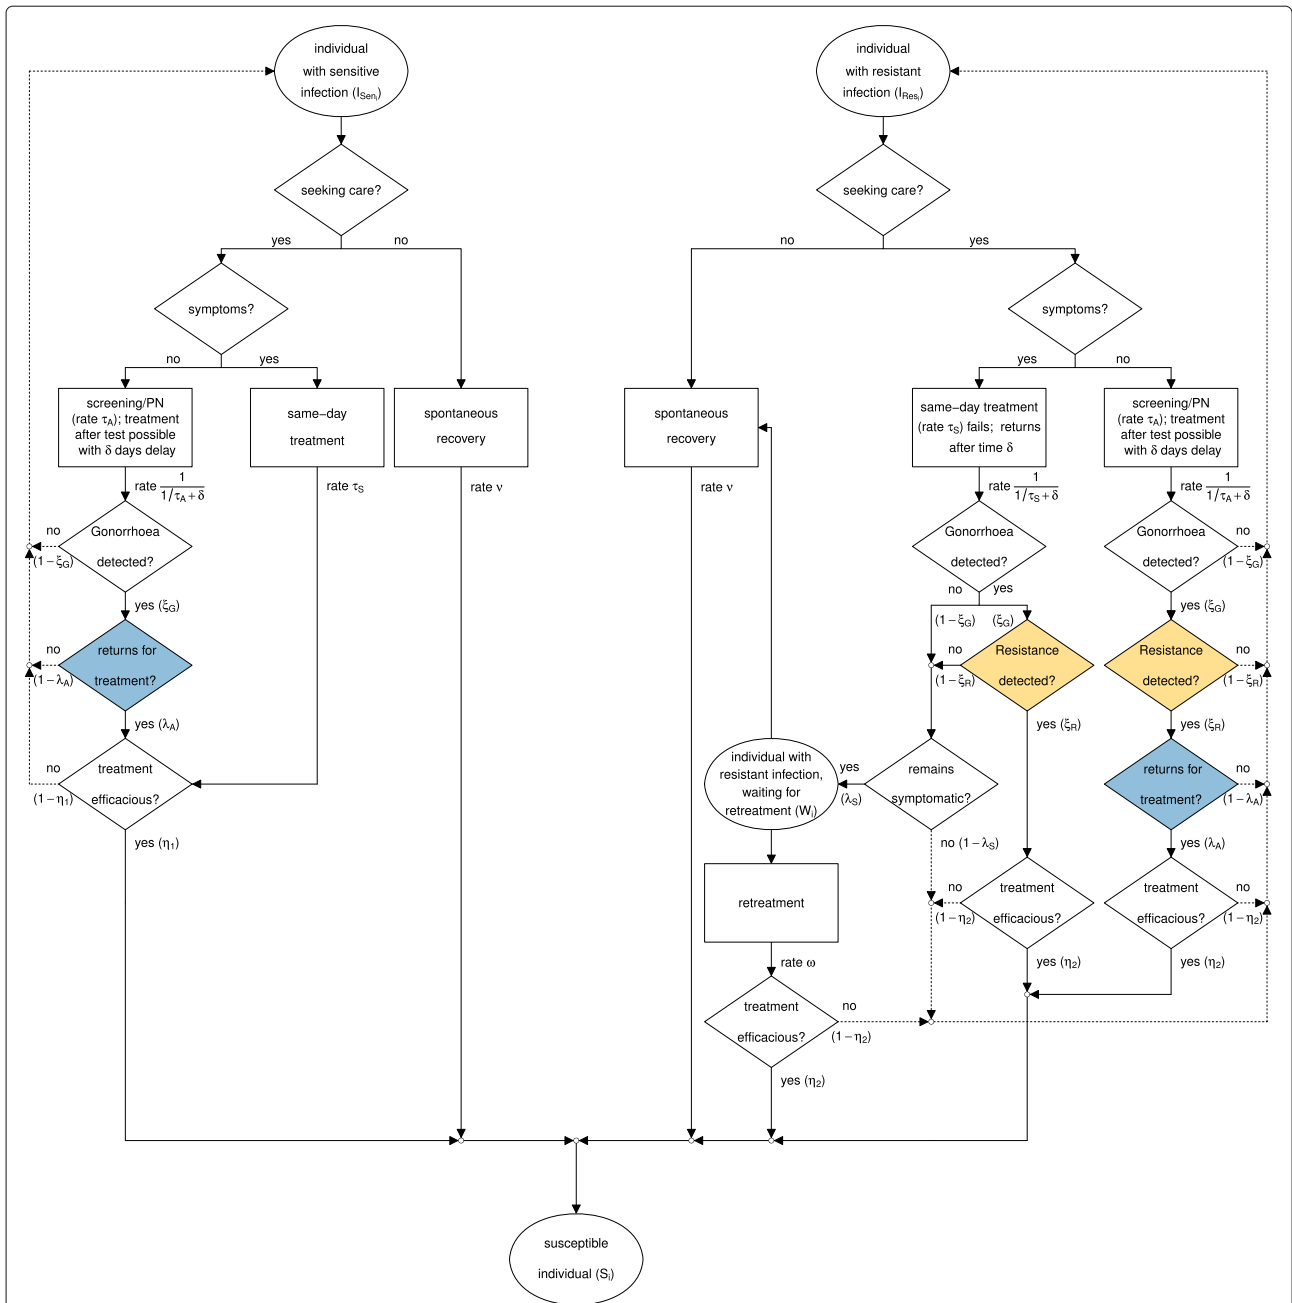 individual
with sensitive
infection (I_Sen_i)
seeking care?
yes
no
symptoms?
no
yes
screening/PN
(rate τ_A); treatment
after test possible
with δ days delay
same−day
treatment
spontaneous
recovery
rate 1/(1/τ_A + δ)
rate τ_S
rate ν
Gonorrhoea
detected?
no
(1−ξ_G)
yes (ξ_G)
returns for
treatment?
no
(1−λ_A)
yes (λ_A)
treatment
efficacious?
no
(1−η_1)
yes (η_1)
individual
with resistant
infection (I_Res_i)
seeking care?
no
yes
symptoms?
yes
no
spontaneous
recovery
same−day treatment
(rate τ_S) fails; returns
after time δ
screening/PN
(rate τ_A); treatment
after test possible
with δ days delay
rate ν
rate 1/(1/τ_S + δ)
rate 1/(1/τ_A + δ)
Gonorrhoea
detected?
no
yes
(1−ξ_G)
(ξ_G)
Gonorrhoea
detected?
no
(1−ξ_G)
yes (ξ_G)
Resistance
detected?
no
(1−ξ_R)
yes (ξ_R)
Resistance
detected?
no
(1−ξ_R)
yes (ξ_R)
individual with
resistant infection,
waiting for
retreatment (W_i)
yes
(λ_S)
remains
symptomatic?
no (1−λ_S)
returns for
treatment?
no
(1−λ_A)
yes (λ_A)
retreatment
rate ω
treatment
efficacious?
no
(1−η_2)
yes (η_2)
treatment
efficacious?
no
(1−η_2)
yes (η_2)
treatment
efficacious?
no
(1−η_2)
yes (η_2)
susceptible
individual (S_i)